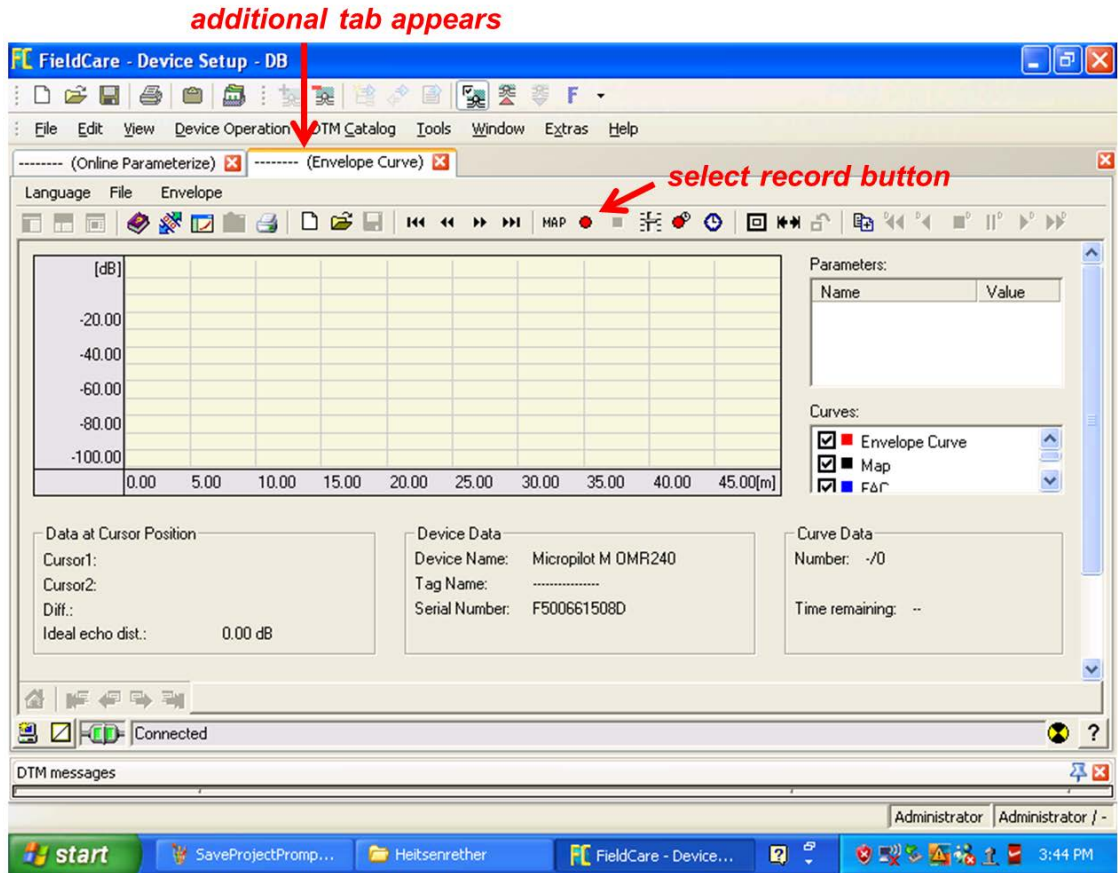 additional tab appears
FieldCare - Device Setup - DB
F
File Edit View Device Operation DTM Catalog Tools Window Extras Help
-------- (Online Parameterize) -------- (Envelope Curve)
select record button
Language File Envelope
MAP
[dB]
-20.00
-40.00
-60.00
-80.00
-100.00
0.00 5.00 10.00 15.00 20.00 25.00 30.00 35.00 40.00 45.00[m]
Parameters:
Name Value
Curves:
Envelope Curve
Map
FAC
Data at Cursor Position
Cursor1:
Cursor2:
Diff.:
Ideal echo dist.: 0.00 dB
Device Data
Device Name: Micropilot M OMR240
Tag Name: ----------------
Serial Number: F500661508D
Curve Data
Number: -/0
Time remaining: --
Connected
?
DTM messages
Administrator Administrator / -
start SaveProjectPromp... Heitsenrether FieldCare - Device... 3:44 PM